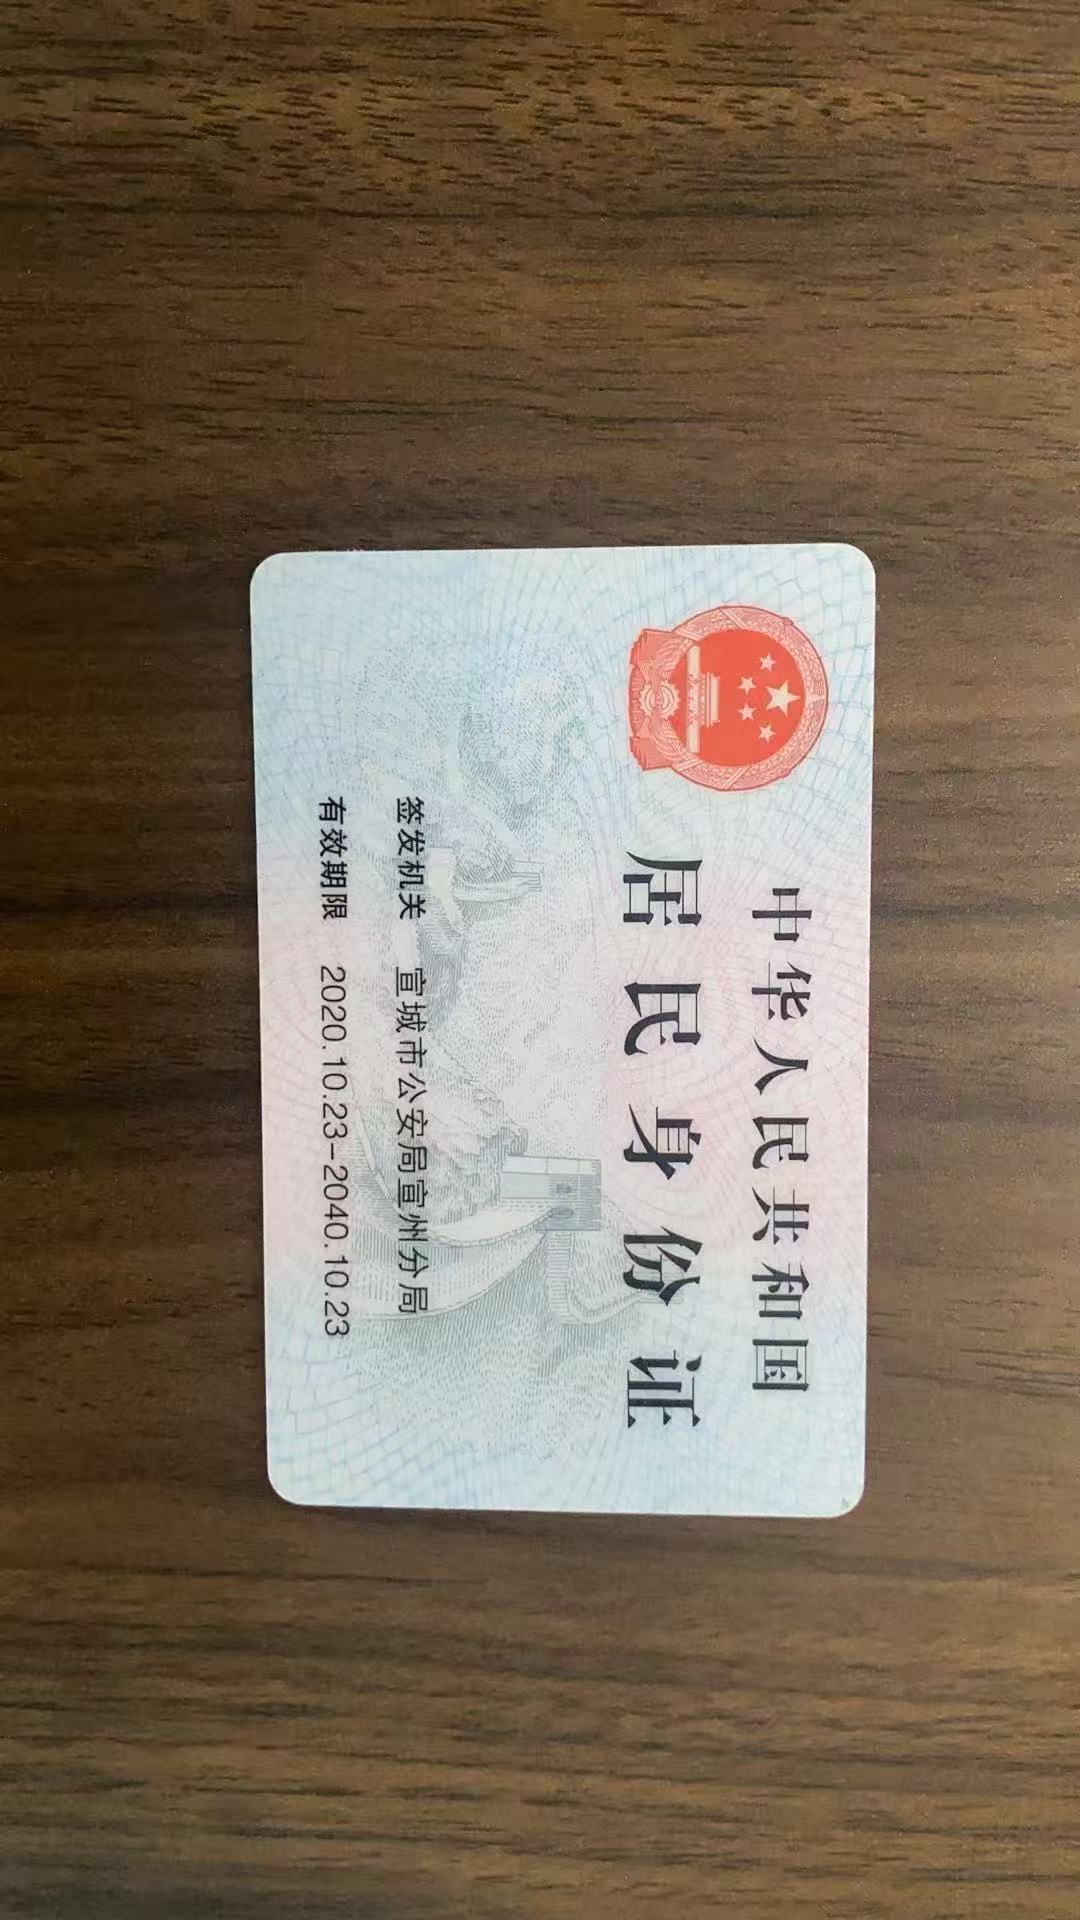 中华人民共和国
居民身份证
签发机关 宣城市公安局宣州分局
有效期限 2020.10.23-2040.10.23